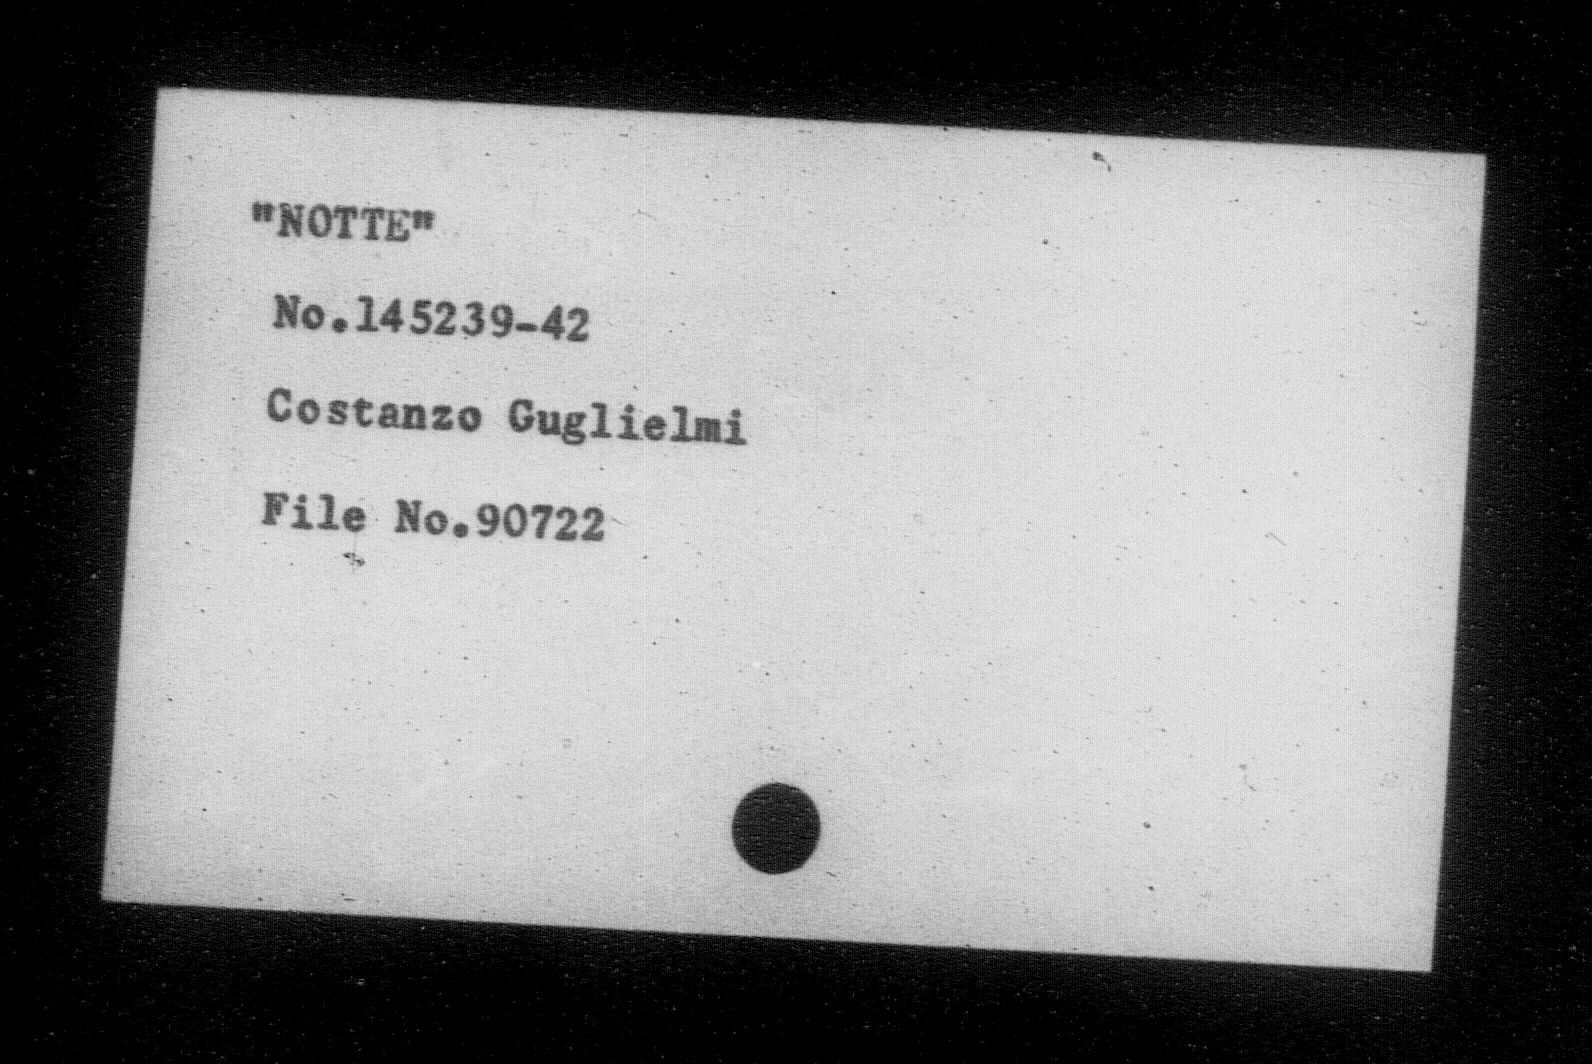 "NOTTE"
No.145239-42
Costanzo Guglielmi
File No.90722